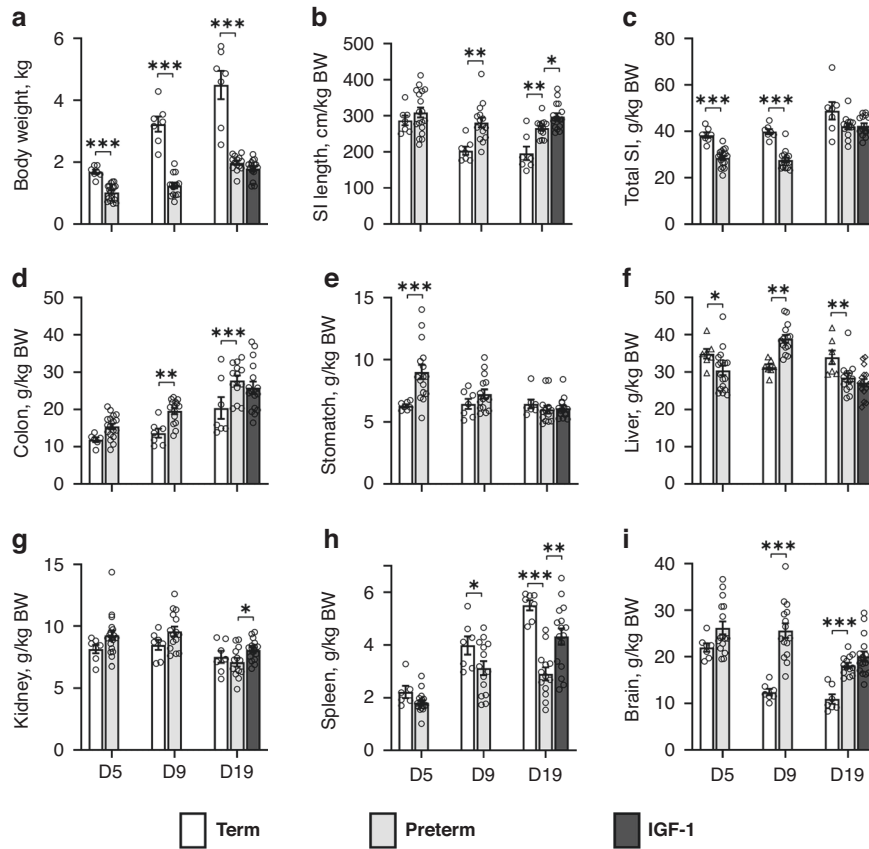 a
b
c
Body weight, kg
6
4
2
0
***
***
***
SI length, cm/kg BW
500
400
300
200
100
0
**
**
*
Total SI, g/kg BW
80
60
40
20
0
***
***
d
e
f
Colon, g/kg BW
50
40
30
20
10
0
**
***
Stomatch, g/kg BW
15
10
5
0
***
Liver, g/kg BW
50
40
30
20
10
0
*
**
**
g
h
i
Kidney, g/kg BW
15
10
5
0
*
D5 D9 D19
Spleen, g/kg BW
6
4
2
0
*
***
**
D5 D9 D19
Brain, g/kg BW
40
30
20
10
0
***
***
D5 D9 D19
Term Preterm IGF-1